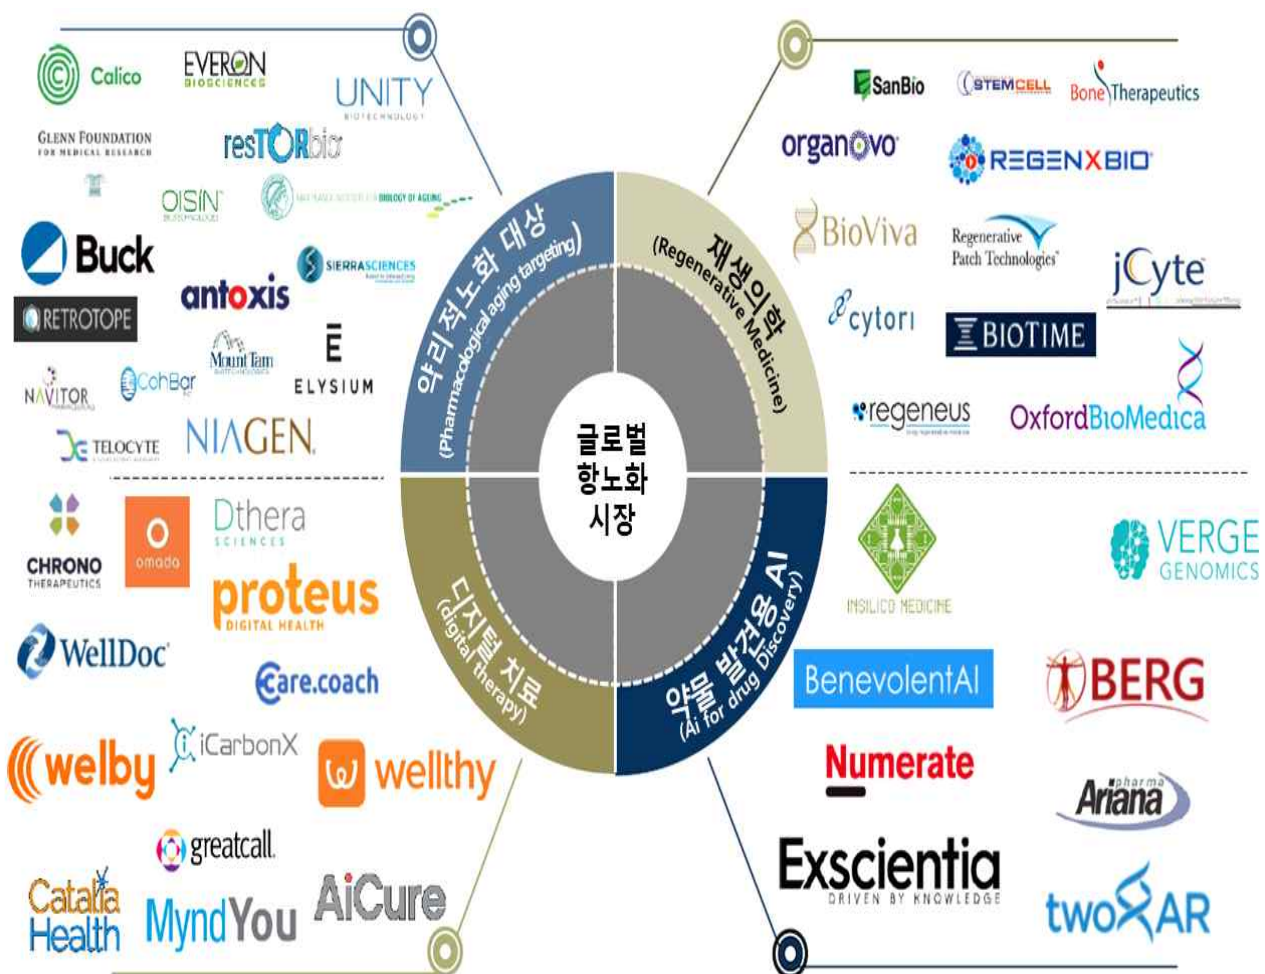 Calico
EVERON
BIOSCIENCES
UNITY
BIOTECHNOLOGY
GLENN FOUNDATION
FOR MEDICAL RESEARCH
resTORbio
OISIN
BIOLOGY OF AGEING
Buck
SIERRASCIENCES
antoxis
RETROTOPE
Mount Tam
E
ELYSIUM
NAVITOR
CohBar
TELOCYTE
NIAGEN
약리적노화 대상
(Pharmacological aging targeting)
SanBio
STEMCELL
Bone Therapeutics
organovo
REGENXBIO
BioViva
Regenerative
Patch Technologies
jCyte
cytori
BIOTIME
regeneus
OxfordBioMedica
재생의학
(Regenerative Medicine)
글로벌
항노화
시장
CHRONO
THERAPEUTICS
omada
Dthera
SCIENCES
proteus
DIGITAL HEALTH
WellDoc
care.coach
welby
iCarbonX
wellthy
greatcall.
Catalia
Health
MyndYou
AiCure
디지털 치료
(digital therapy)
INSILICO MEDICINE
VERGE
GENOMICS
BenevolentAI
BERG
Numerate
Ariana
pharma
Exscientia
DRIVEN BY KNOWLEDGE
twoXAR
약물 발견용 AI
(Ai for drug Discovery)